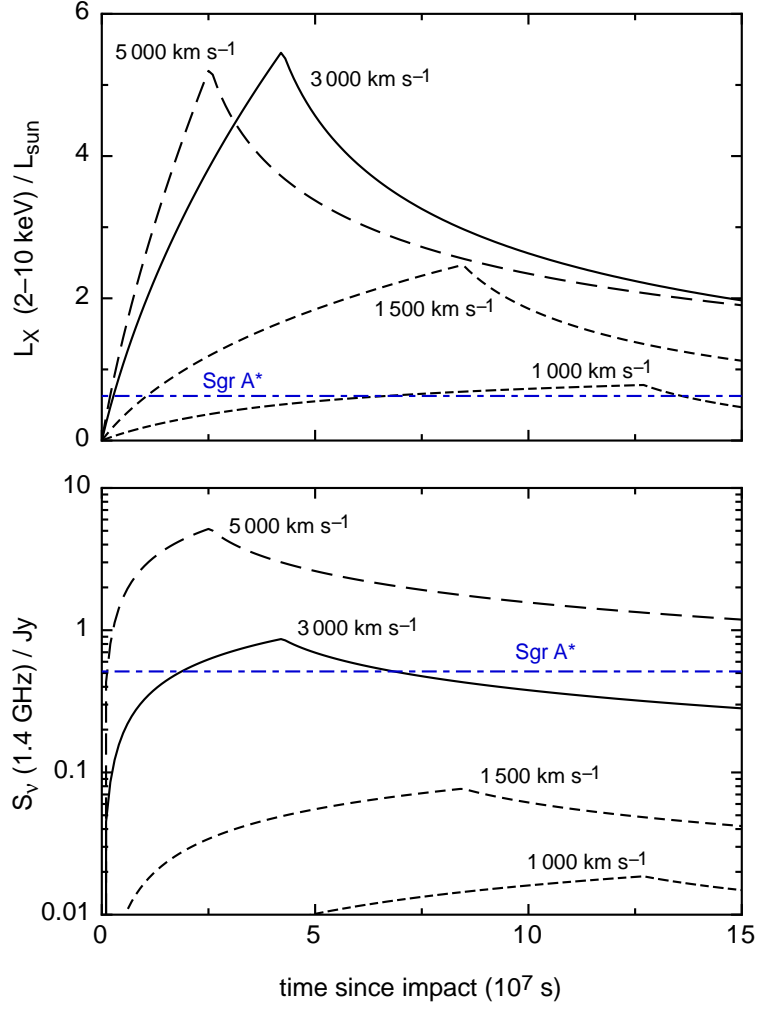 6
5 000 km s⁻¹
3 000 km s⁻¹
4
L_X (2–10 keV) / L_sun
2
1 500 km s⁻¹
1 000 km s⁻¹
Sgr A*
0
10
5 000 km s⁻¹
1
3 000 km s⁻¹
Sgr A*
S_ν (1.4 GHz) / Jy
0.1
1 500 km s⁻¹
1 000 km s⁻¹
0.01
0 5 10 15
time since impact (10⁷ s)